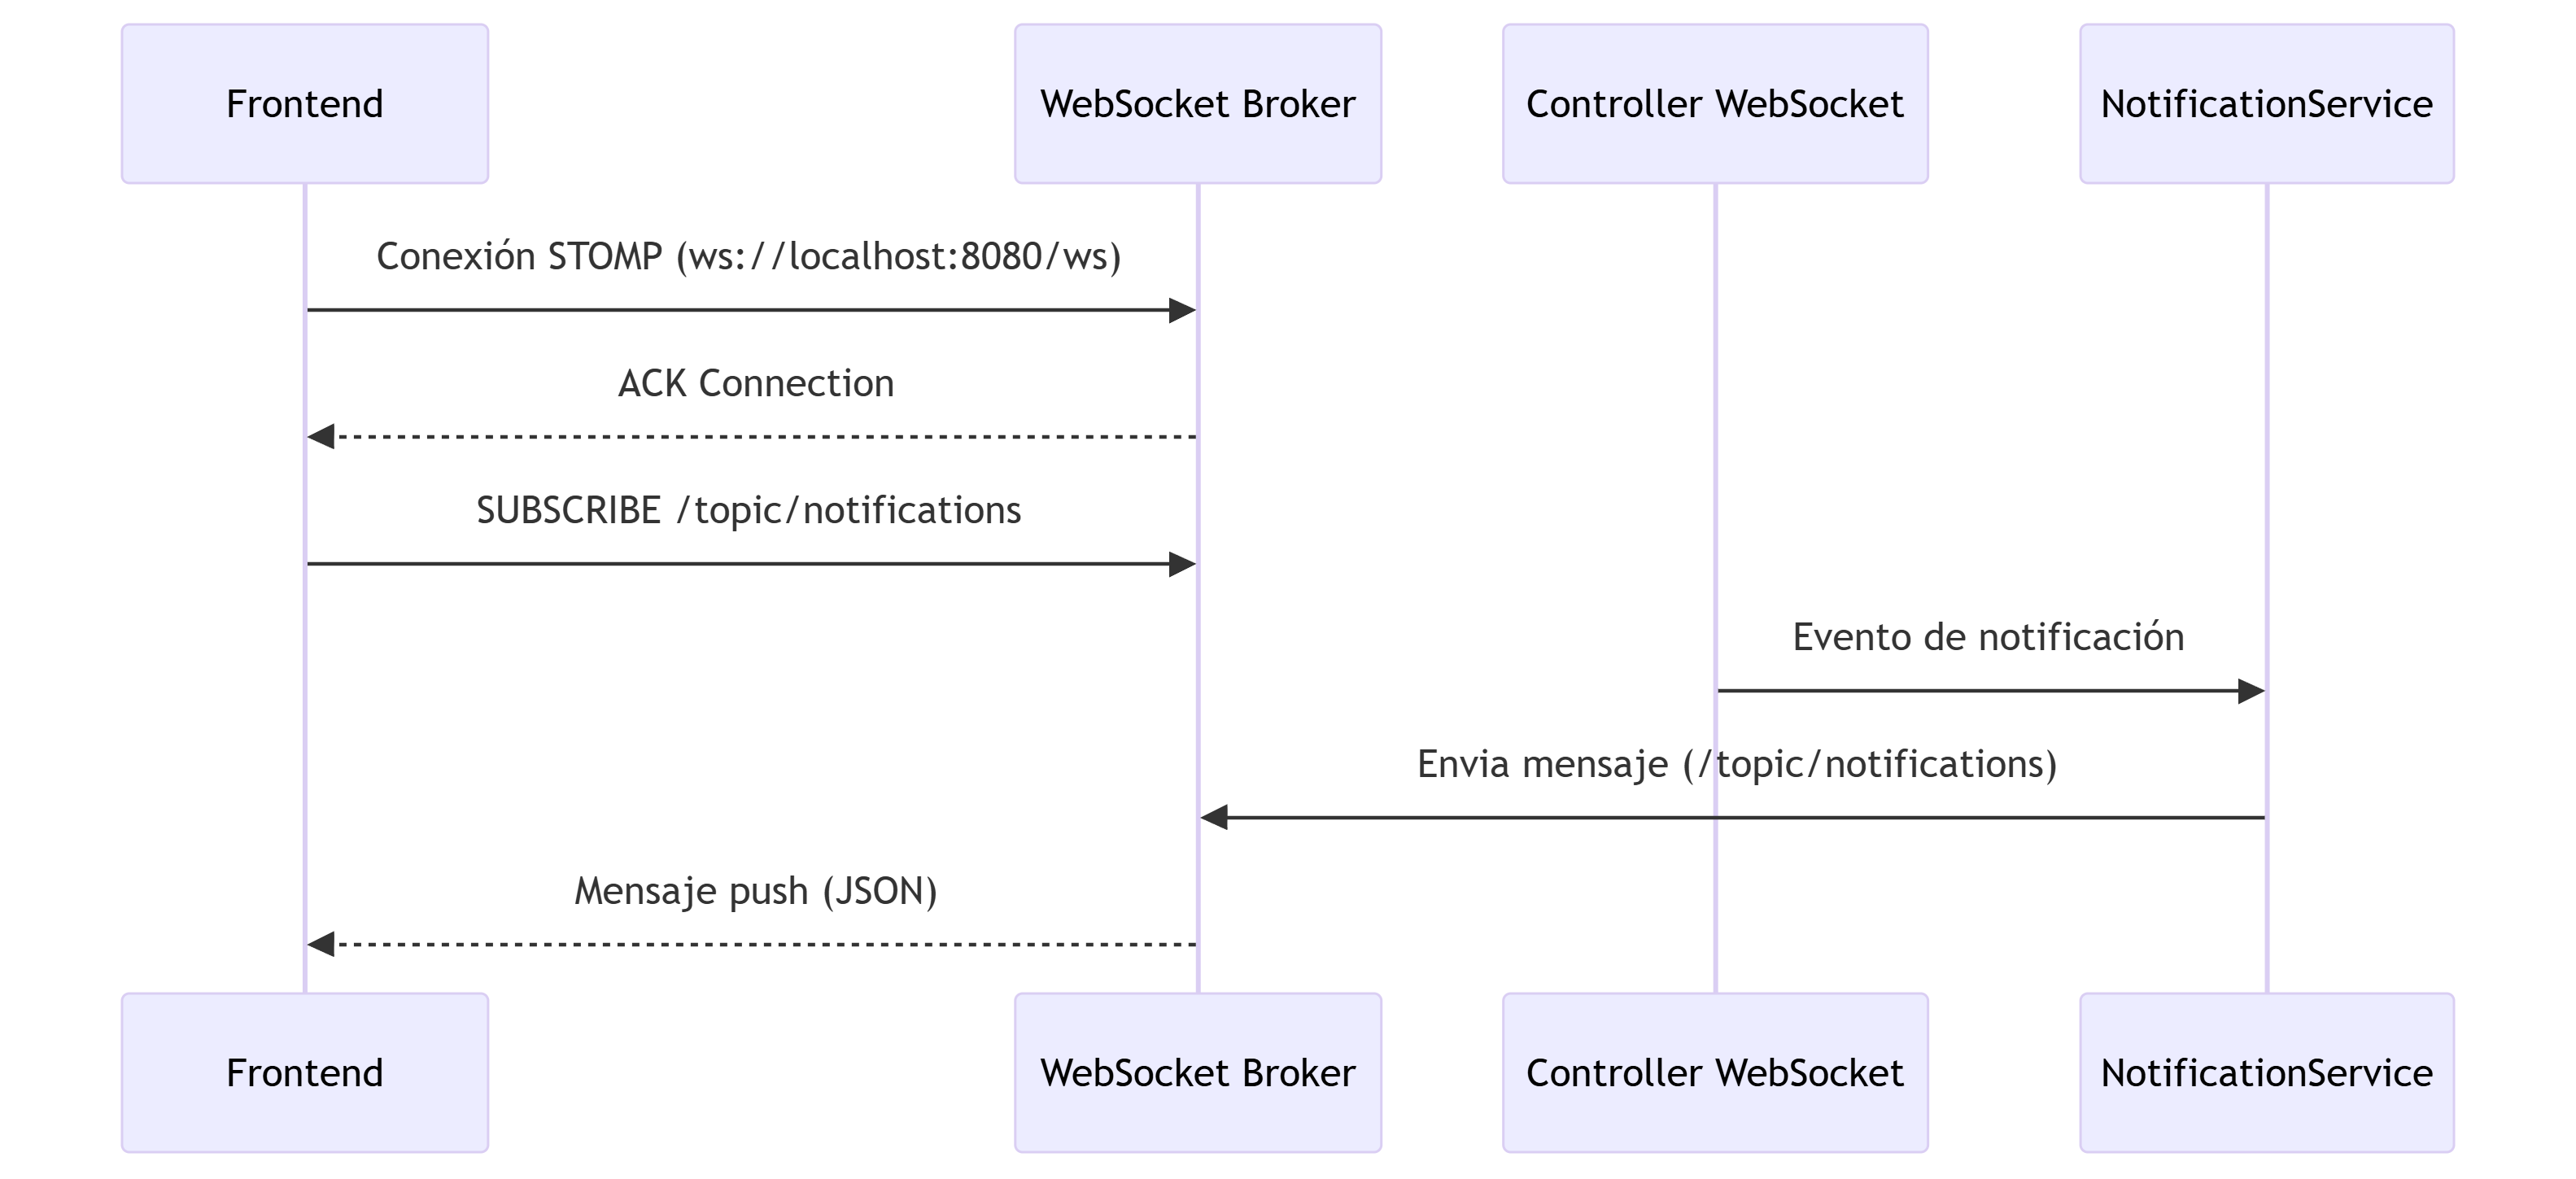 Frontend
WebSocket Broker
Controller WebSocket
NotificationService
Conexión STOMP (ws://localhost:8080/ws)
ACK Connection
SUBSCRIBE /topic/notifications
Evento de notificación
Envia mensaje (/topic/notifications)
Mensaje push (JSON)
Frontend
WebSocket Broker
Controller WebSocket
NotificationService